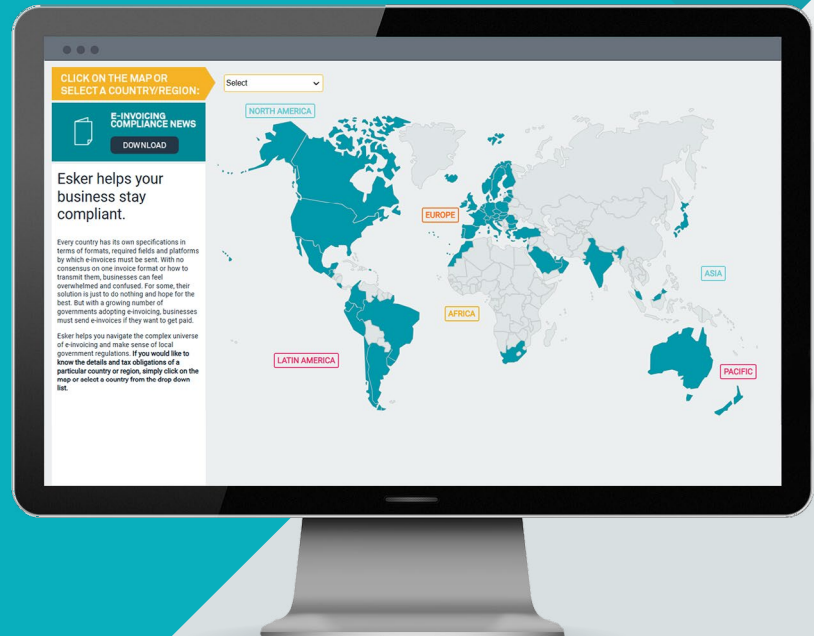 CLICK ON THE MAP OR
SELECT A COUNTRY/REGION:
Select
E-INVOICING
COMPLIANCE NEWS
DOWNLOAD
Esker helps your
business stay
compliant.
Every country has its own specifications in
terms of formats, required fields and platforms
by which e-invoices must be sent. With no
consensus on one invoice format or how to
transmit them, businesses can feel
overwhelmed and confused. For some, their
solution is just to do nothing and hope for the
best. But with a growing number of
governments adopting e-invoicing, businesses
must send e-invoices if they want to get paid.
Esker helps you navigate the complex universe
of e-invoicing and make sense of local
government regulations. If you would like to
know the details and tax obligations of a
particular country or region, simply click on the
map or select a country from the drop down
list.
NORTH AMERICA
EUROPE
ASIA
AFRICA
LATIN AMERICA
PACIFIC